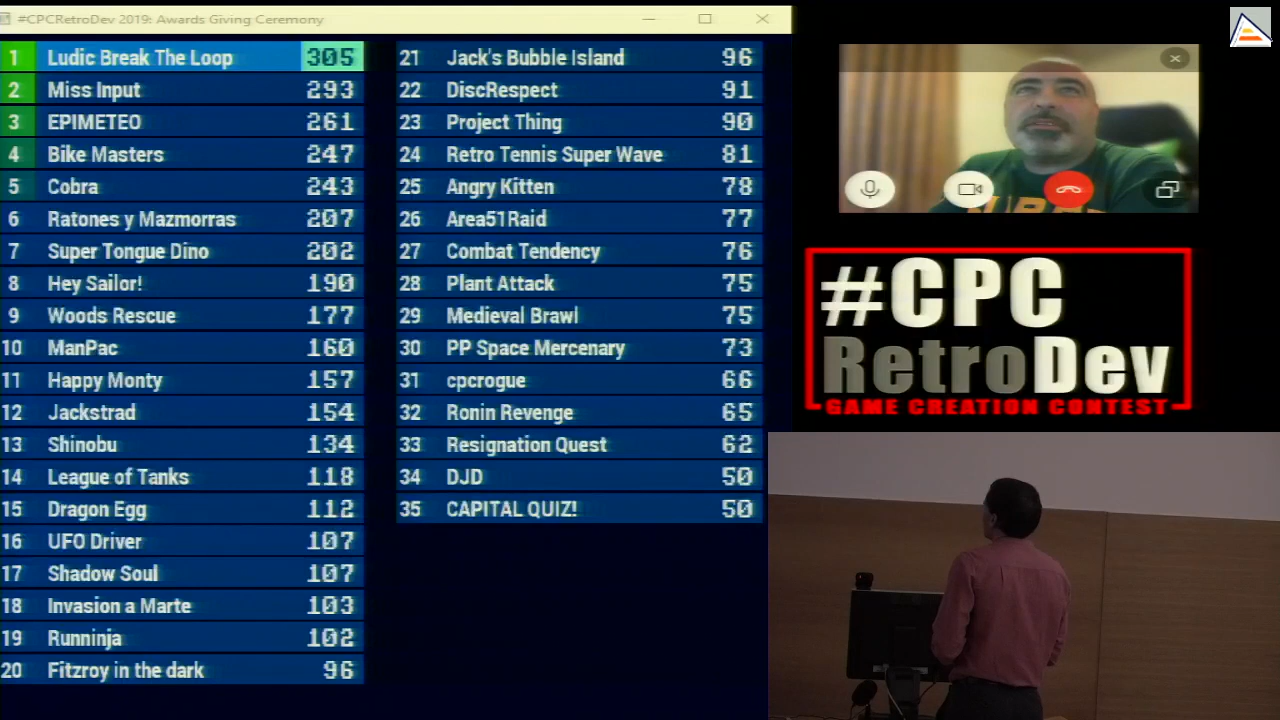 #CPCRetroDev 2019: Awards Giving Ceremony
1 Ludic Break The Loop 305
2 Miss Input 293
3 EPIMETEO 261
4 Bike Masters 247
5 Cobra 243
6 Ratones y Mazmorras 207
7 Super Tongue Dino 202
8 Hey Sailor! 190
9 Woods Rescue 177
10 ManPac 160
11 Happy Monty 157
12 Jackstrad 154
13 Shinobu 134
14 League of Tanks 118
15 Dragon Egg 112
16 UFO Driver 107
17 Shadow Soul 107
18 Invasion a Marte 103
19 Runninja 102
20 Fitzroy in the dark 96
21 Jack's Bubble Island 96
22 DiscRespect 91
23 Project Thing 90
24 Retro Tennis Super Wave 81
25 Angry Kitten 78
26 Area51Raid 77
27 Combat Tendency 76
28 Plant Attack 75
29 Medieval Brawl 75
30 PP Space Mercenary 73
31 cpcrogue 66
32 Ronin Revenge 65
33 Resignation Quest 62
34 DJD 50
35 CAPITAL QUIZ! 50
#CPC
RetroDev
GAME CREATION CONTEST